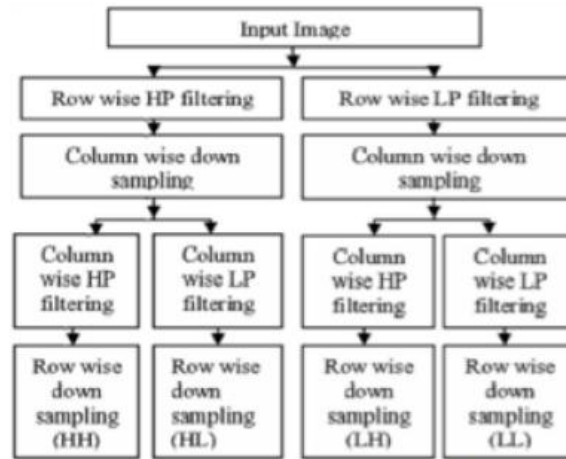 Input Image
Row wise HP filtering
Row wise LP filtering
Column wise down
sampling
Column wise down
sampling
Column
wise HP
filtering
Column
wise LP
filtering
Column
wise HP
filtering
Column
wise LP
filtering
Row wise
down
sampling
(HH)
Row wise
down
sampling
(HL)
Row wise
down
sampling
(LH)
Row wise
down
sampling
(LL)